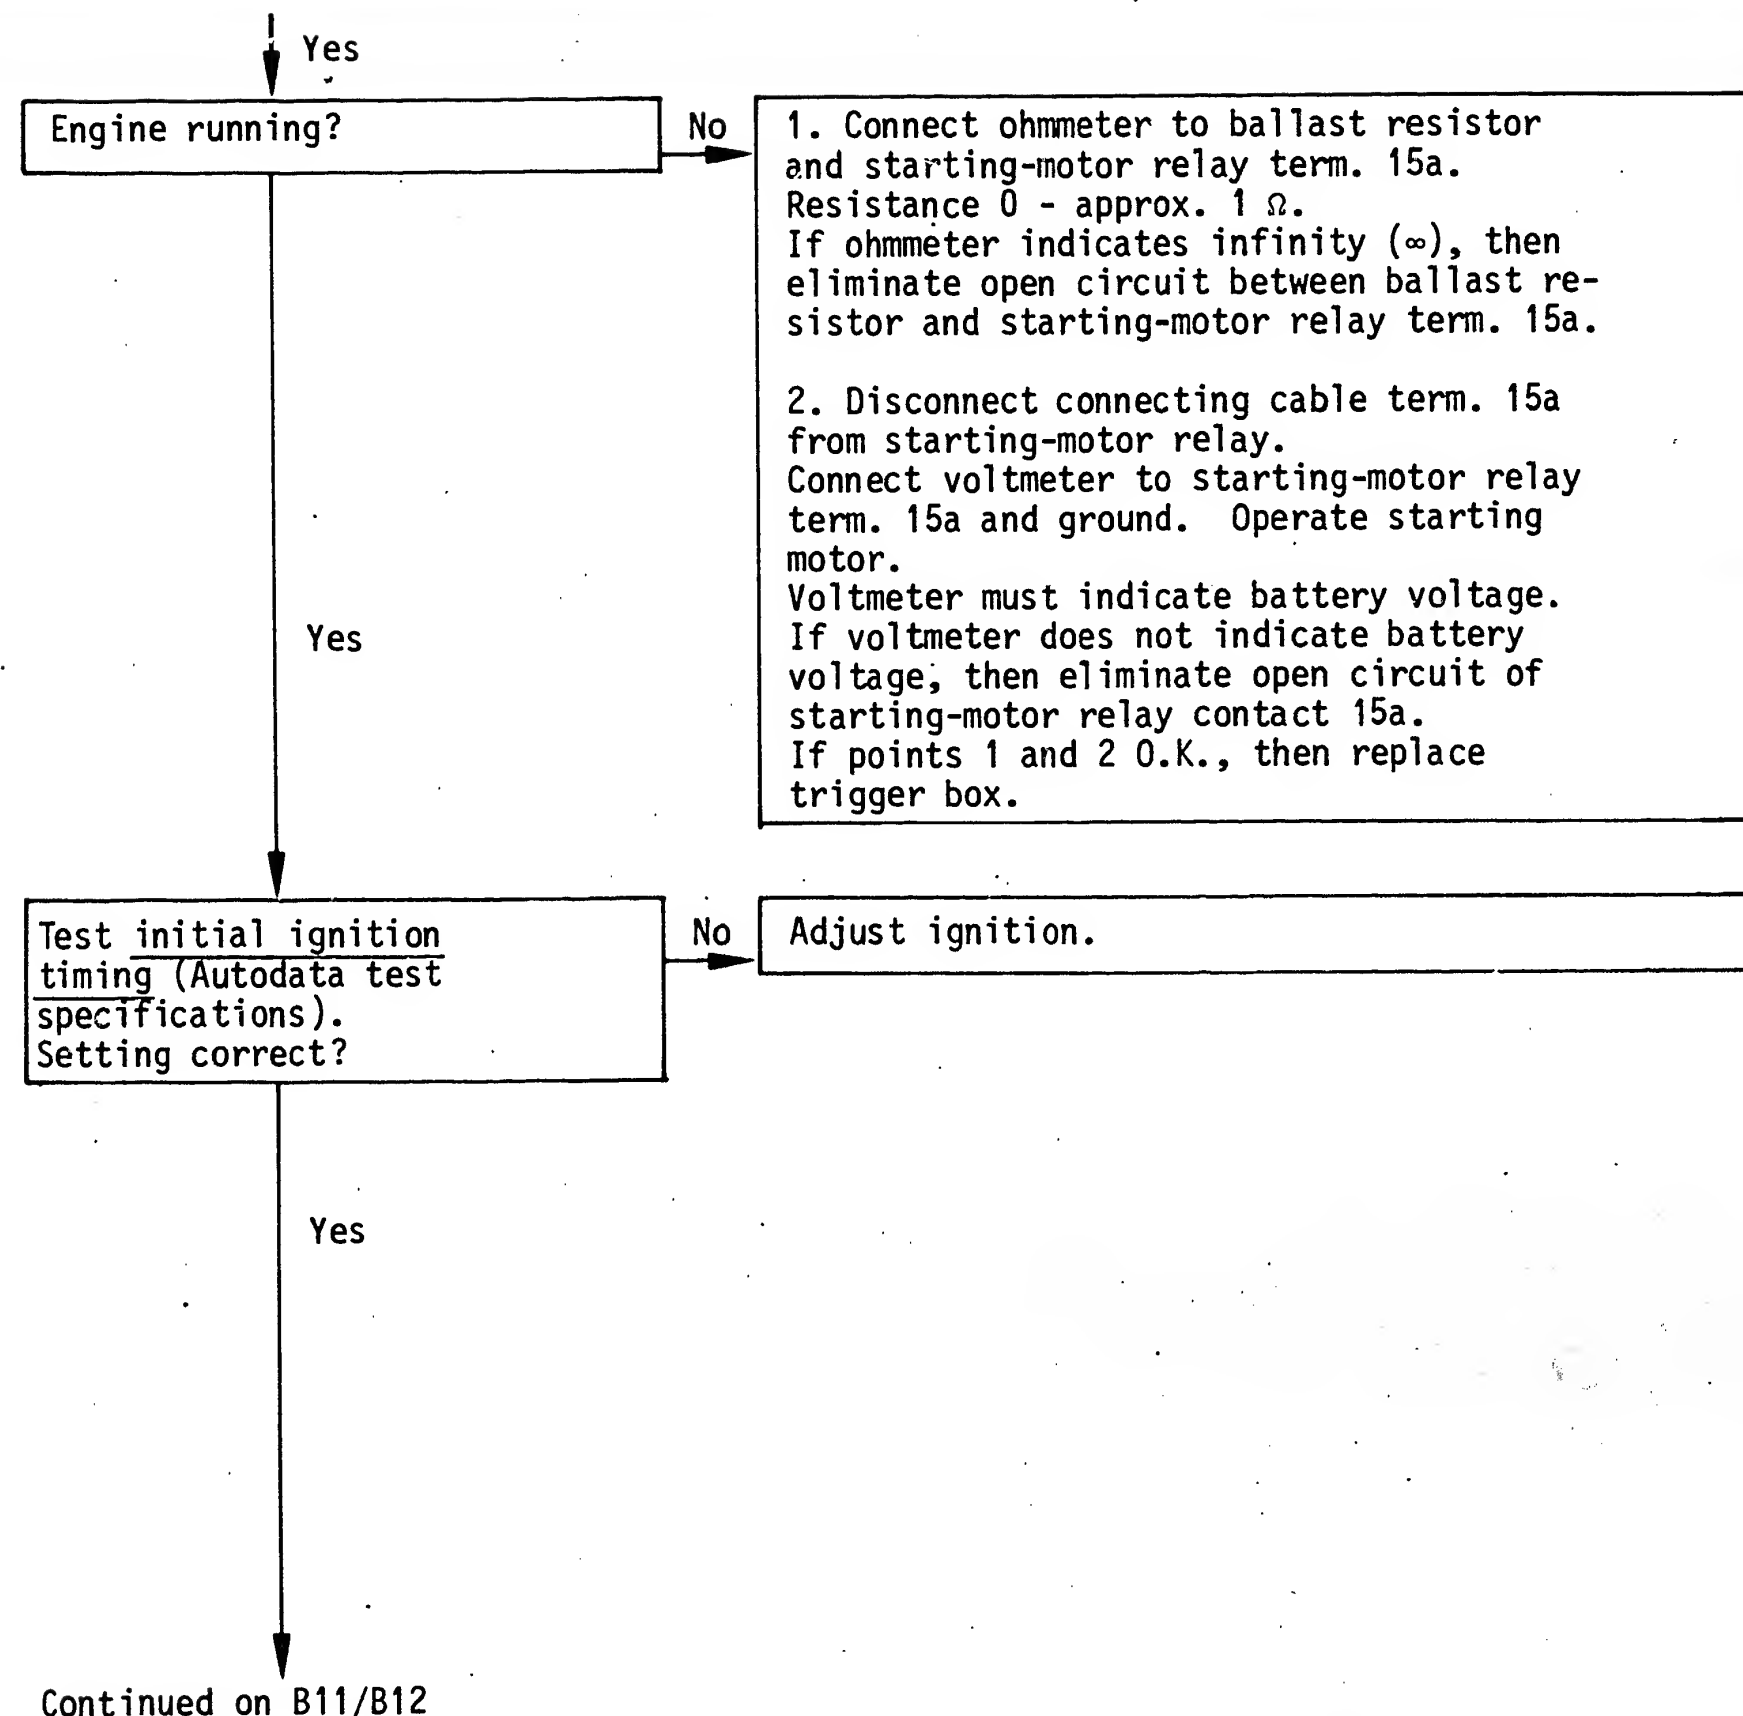 Yes
Engine running?
No
1. Connect ohmmeter to ballast resistor
and starting-motor relay term. 15a.
Resistance 0 - approx. 1 Ω.
If ohmmeter indicates infinity (∞), then
eliminate open circuit between ballast re-
sistor and starting-motor relay term. 15a.
2. Disconnect connecting cable term. 15a
from starting-motor relay.
Connect voltmeter to starting-motor relay
term. 15a and ground. Operate starting
motor.
Voltmeter must indicate battery voltage.
If voltmeter does not indicate battery
voltage, then eliminate open circuit of
starting-motor relay contact 15a.
If points 1 and 2 O.K., then replace
trigger box.
Yes
Test initial ignition
timing (Autodata test
specifications).
Setting correct?
No
Adjust ignition.
Yes
Continued on B11/B12